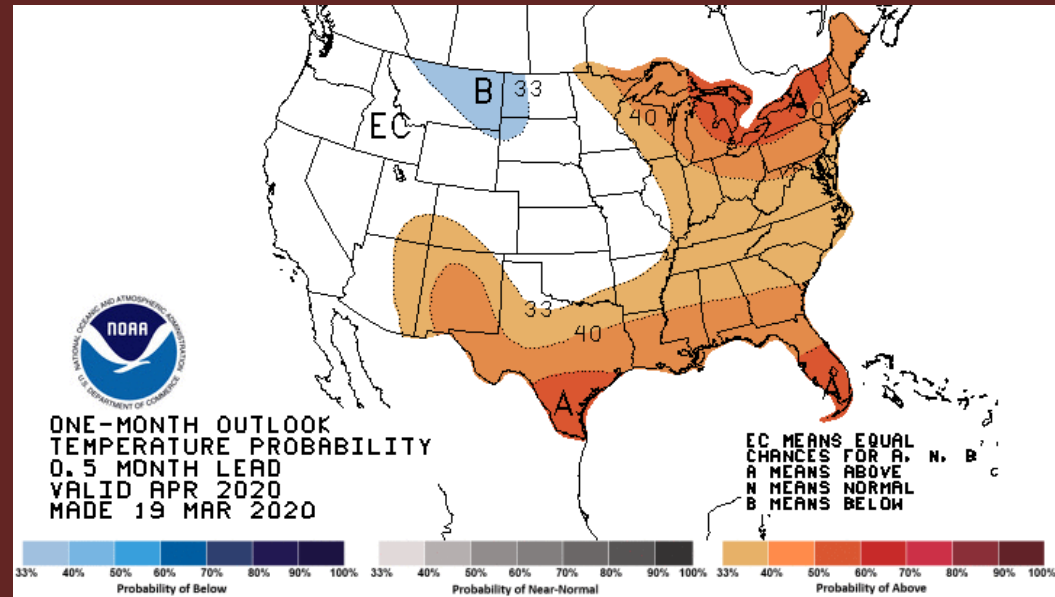 B
33
EC
40
A
50
33
40
A
A
NATIONAL OCEANIC AND ATMOSPHERIC ADMINISTRATION
NOAA
U.S. DEPARTMENT OF COMMERCE
ONE-MONTH OUTLOOK
TEMPERATURE PROBABILITY
0.5 MONTH LEAD
VALID APR 2020
MADE 19 MAR 2020
EC MEANS EQUAL
CHANCES FOR A, N, B
A MEANS ABOVE
N MEANS NORMAL
B MEANS BELOW
C
33% 40% 50% 60% 70% 80% 90% 100%
Probability of Below
33% 40% 50% 60% 70% 80% 90% 100%
Probability of Near-Normal
33% 40% 50% 60% 70% 80% 90% 100%
Probability of Above